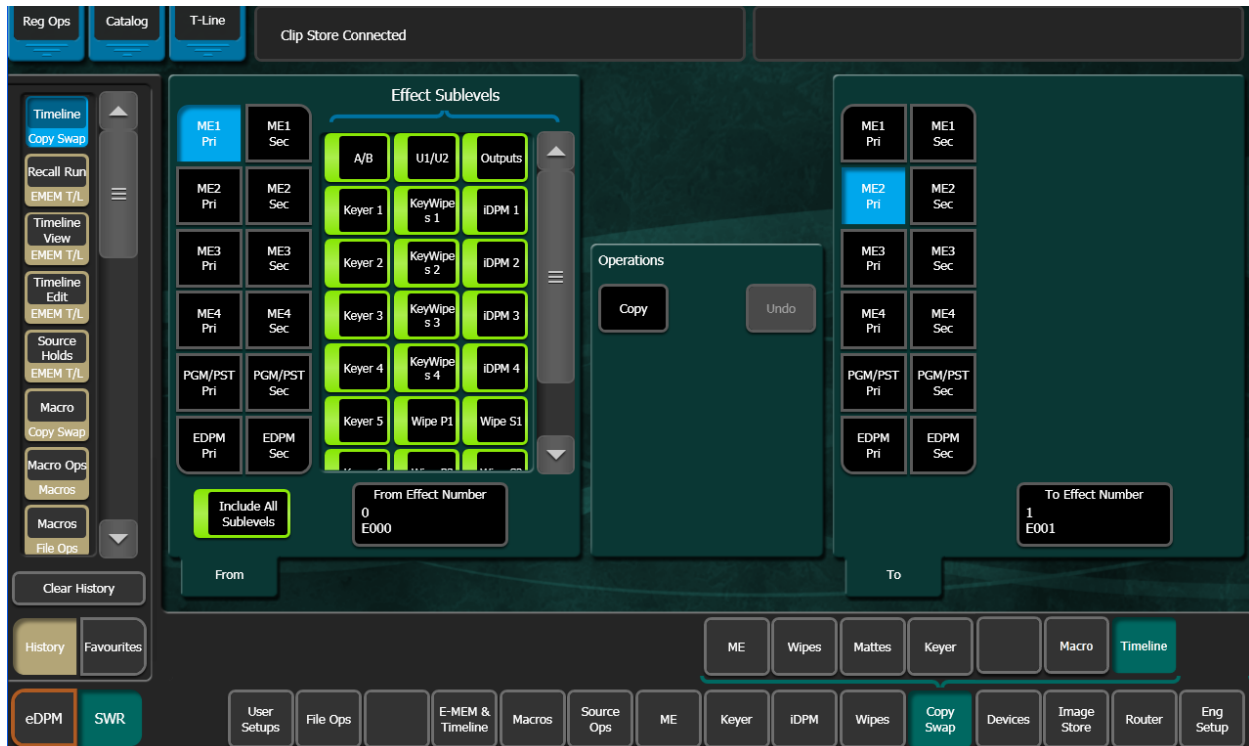 Reg Ops
Catalog
T-Line
Clip Store Connected
Timeline
Copy Swap
Recall Run
EMEM T/L
Timeline
View
EMEM T/L
Timeline
Edit
EMEM T/L
Source
Holds
EMEM T/L
Macro
Copy Swap
Macro Ops
Macros
Macros
File Ops
Clear History
History
Favourites
eDPM
SWR
ME1
Pri
ME1
Sec
ME2
Pri
ME2
Sec
ME3
Pri
ME3
Sec
ME4
Pri
ME4
Sec
PGM/PST
Pri
PGM/PST
Sec
EDPM
Pri
EDPM
Sec
Effect Sublevels
A/B
U1/U2
Outputs
Keyer 1
KeyWipe
s 1
iDPM 1
Keyer 2
KeyWipe
s 2
iDPM 2
Keyer 3
KeyWipe
s 3
iDPM 3
Keyer 4
KeyWipe
s 4
iDPM 4
Keyer 5
Wipe P1
Wipe S1
Include All
Sublevels
From Effect Number
0
E000
From
Operations
Copy
Undo
ME1
Pri
ME1
Sec
ME2
Pri
ME2
Sec
ME3
Pri
ME3
Sec
ME4
Pri
ME4
Sec
PGM/PST
Pri
PGM/PST
Sec
EDPM
Pri
EDPM
Sec
To Effect Number
1
E001
To
ME
Wipes
Mattes
Keyer
Macro
Timeline
User
Setups
File Ops
E-MEM &
Timeline
Macros
Source
Ops
ME
Keyer
iDPM
Wipes
Copy
Swap
Devices
Image
Store
Router
Eng
Setup